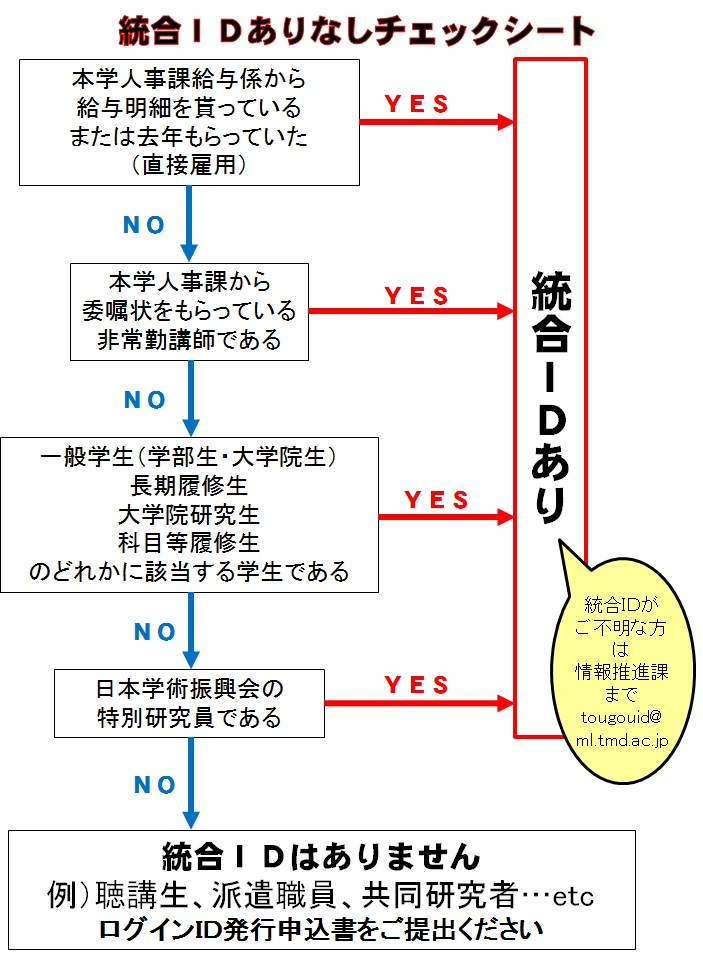 統合ＩＤありなしチェックシート
本学人事課給与係から
給与明細を貰っている
または去年もらっていた
（直接雇用）
ＹＥＳ
ＮＯ
本学人事課から
委嘱状をもらっている
非常勤講師である
ＹＥＳ
ＮＯ
一般学生（学部生・大学院生）
長期履修生
大学院研究生
科目等履修生
のどれかに該当する学生である
ＹＥＳ
ＮＯ
日本学術振興会の
特別研究員である
ＹＥＳ
ＮＯ
統合ＩＤあり
統合IDが
ご不明な方
は
情報推進課
まで
tougouid@
ml.tmd.ac.jp
統合ＩＤはありません
例）聴講生、派遣職員、共同研究者…etc
ログインID発行申込書をご提出ください